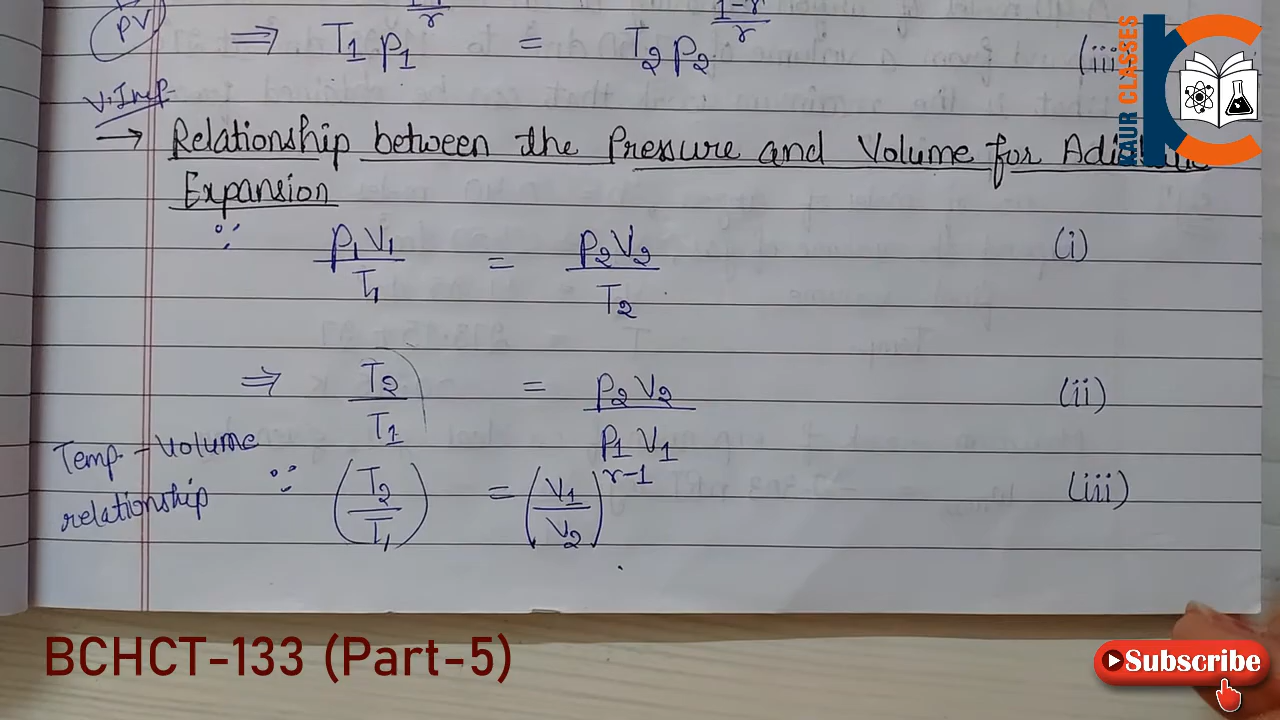 PV ⇒ T₁ P₁^(1-r)/r = T₂ P₂^(1-r)/r (iii)
V. Imp.
→ Relationship between the Pressure and Volume for
Expansion
∵ P₁V₁/T₁ = P₂V₂/T₂ (i)
⇒ T₂/T₁ = P₂V₂/P₁V₁ (ii)
Temp. – Volume
relationship ∵ (T₂/T₁) = (V₁/V₂)^r-1 (iii)
KAUR CLASSES
BCHCT-133 (Part-5)
Subscribe